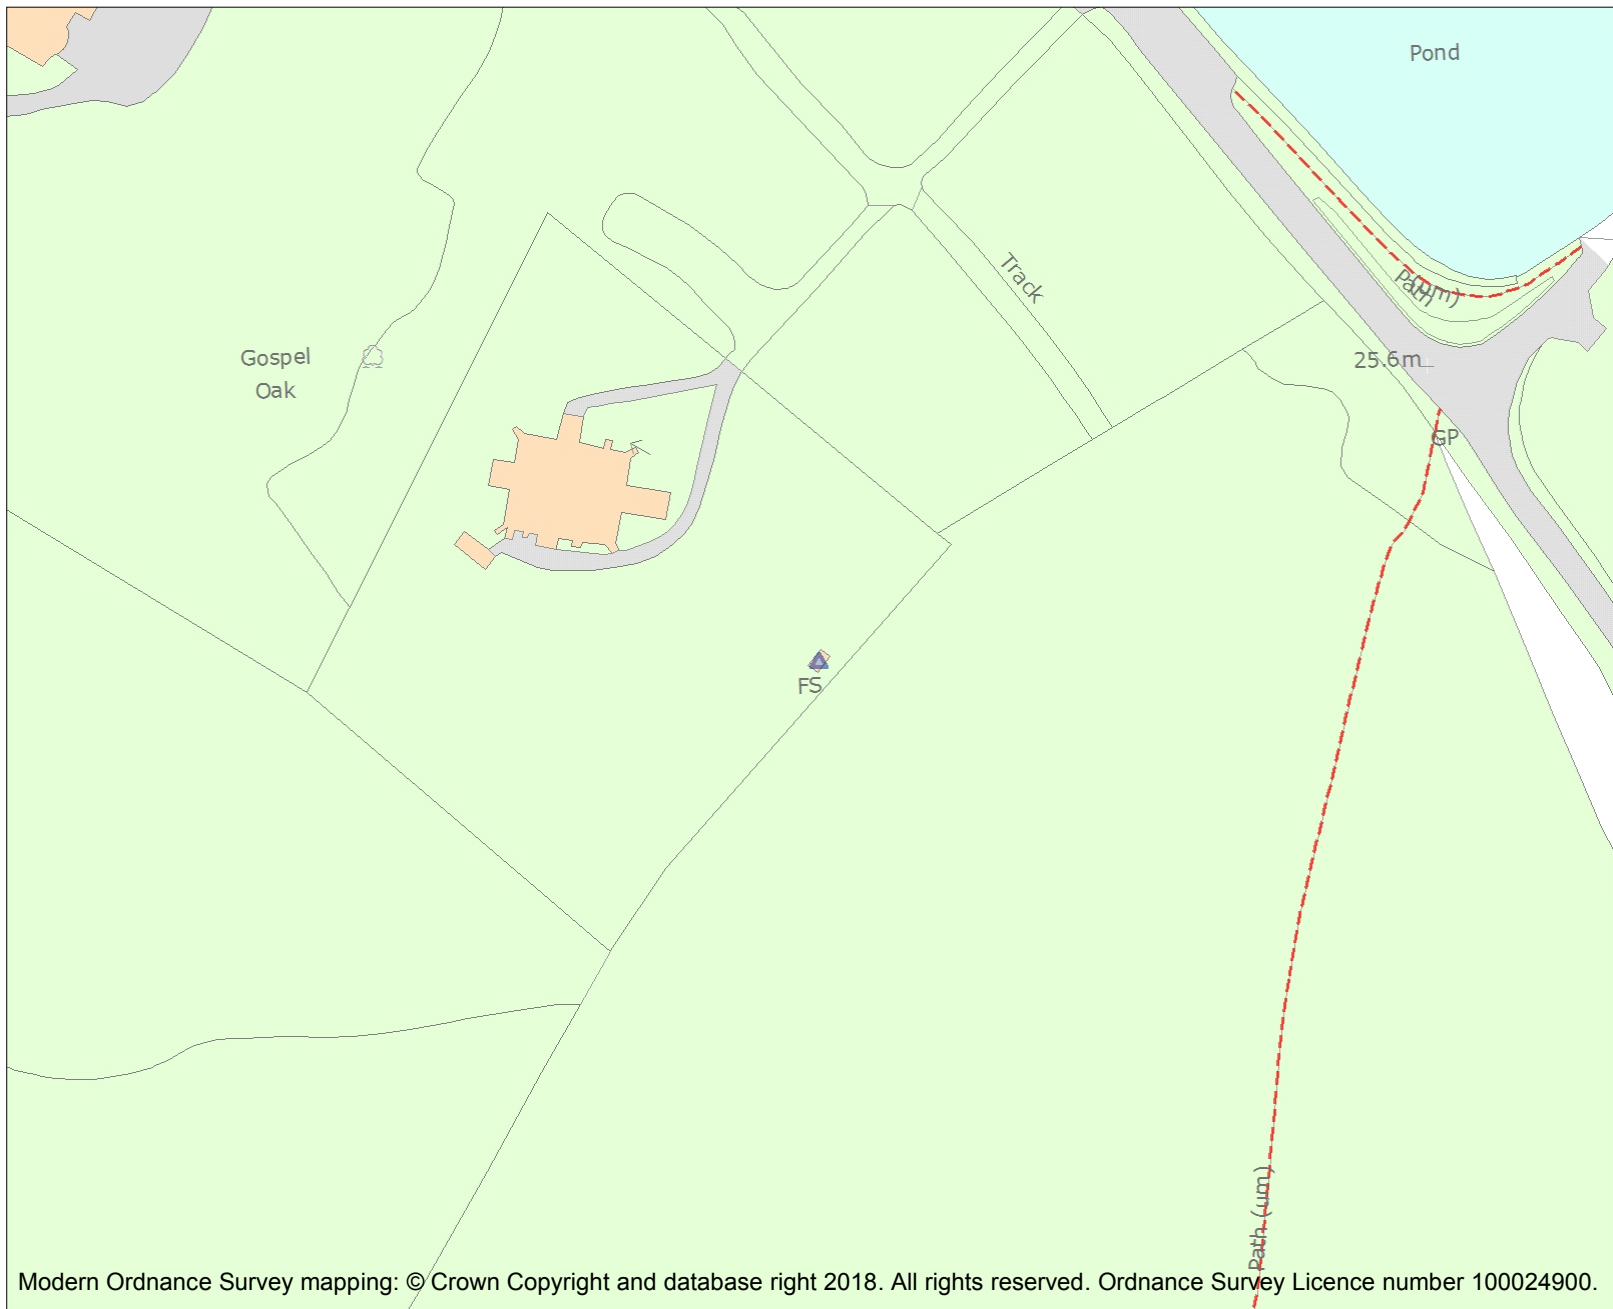 Pond
Track
Path
(um)
Gospel
Oak
25.6m
GP
FS
Path (um)
Modern Ordnance Survey mapping: © Crown Copyright and database right 2018. All rights reserved. Ordnance Survey Licence number 100024900.